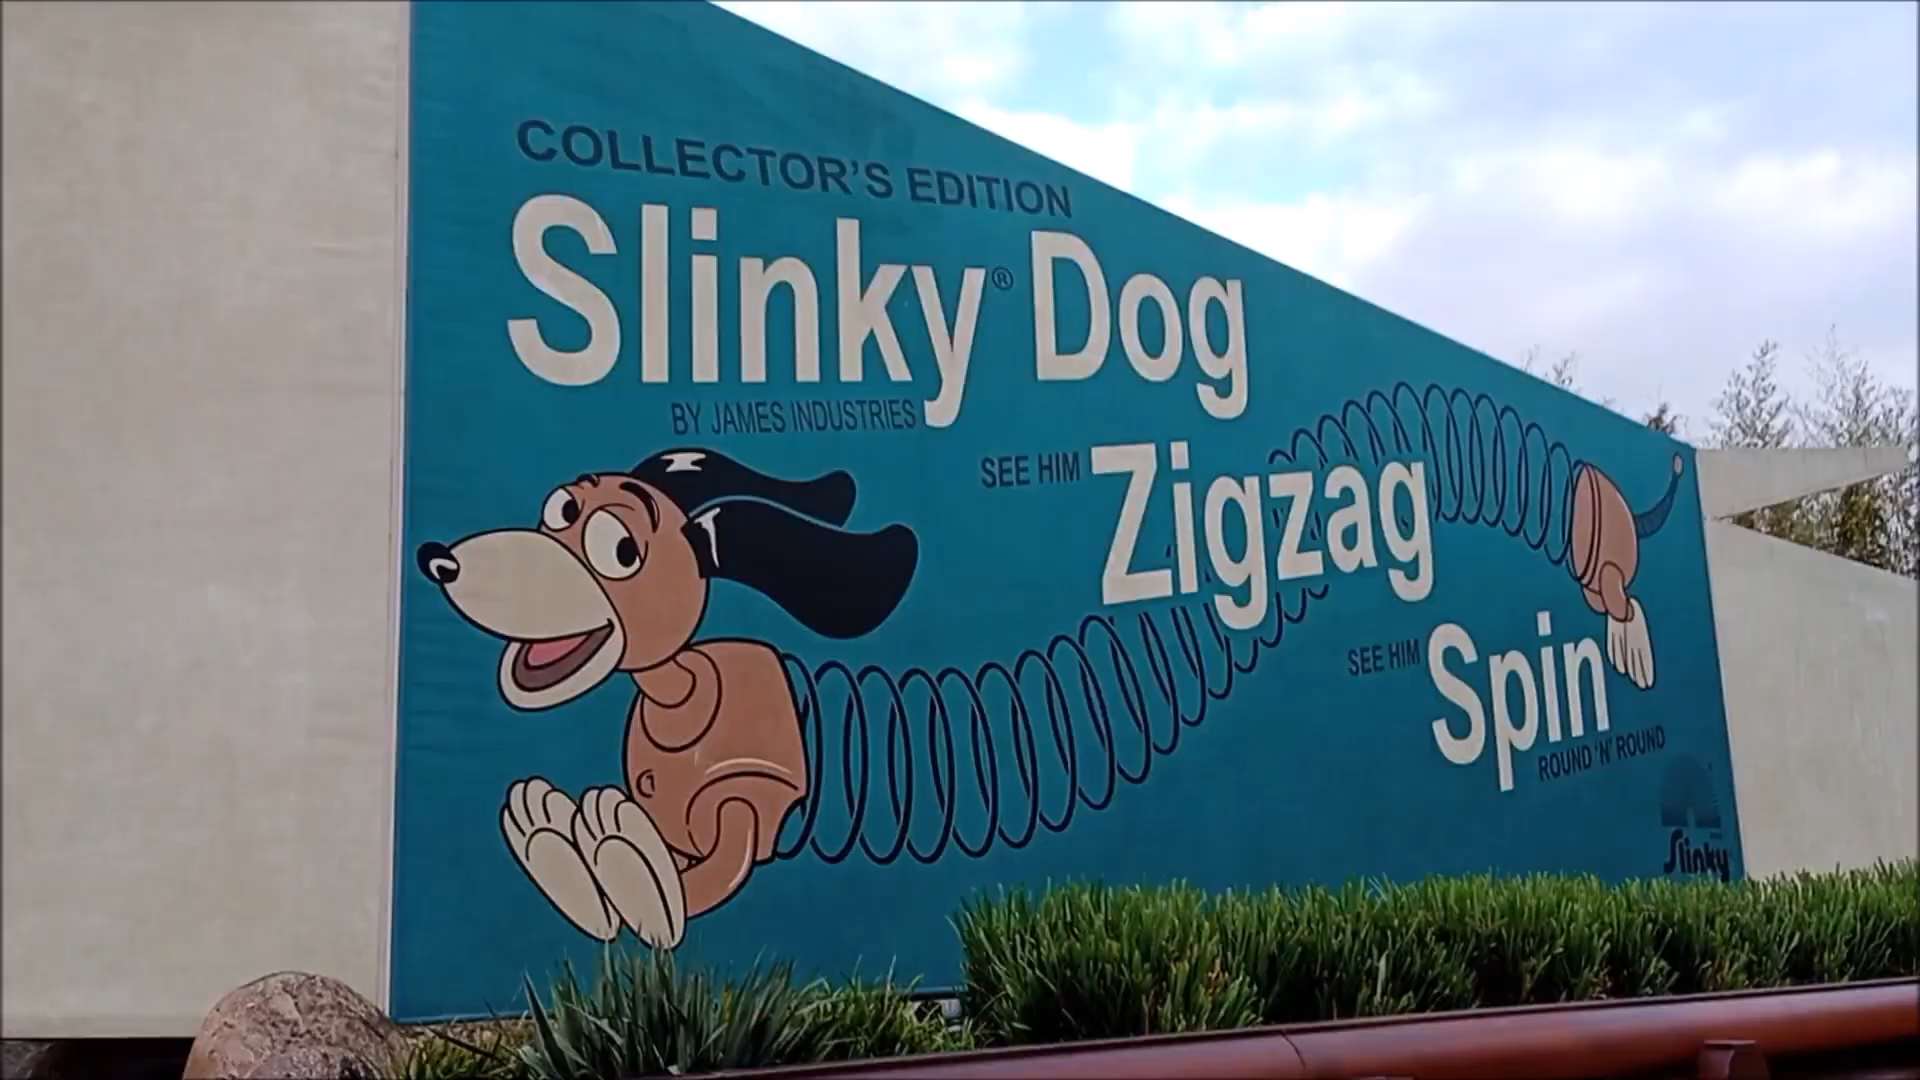 COLLECTOR'S EDITION
Slinky® Dog
BY JAMES INDUSTRIES
SEE HIM Zigzag
SEE HIM Spin
ROUND 'N' ROUND
Slinky